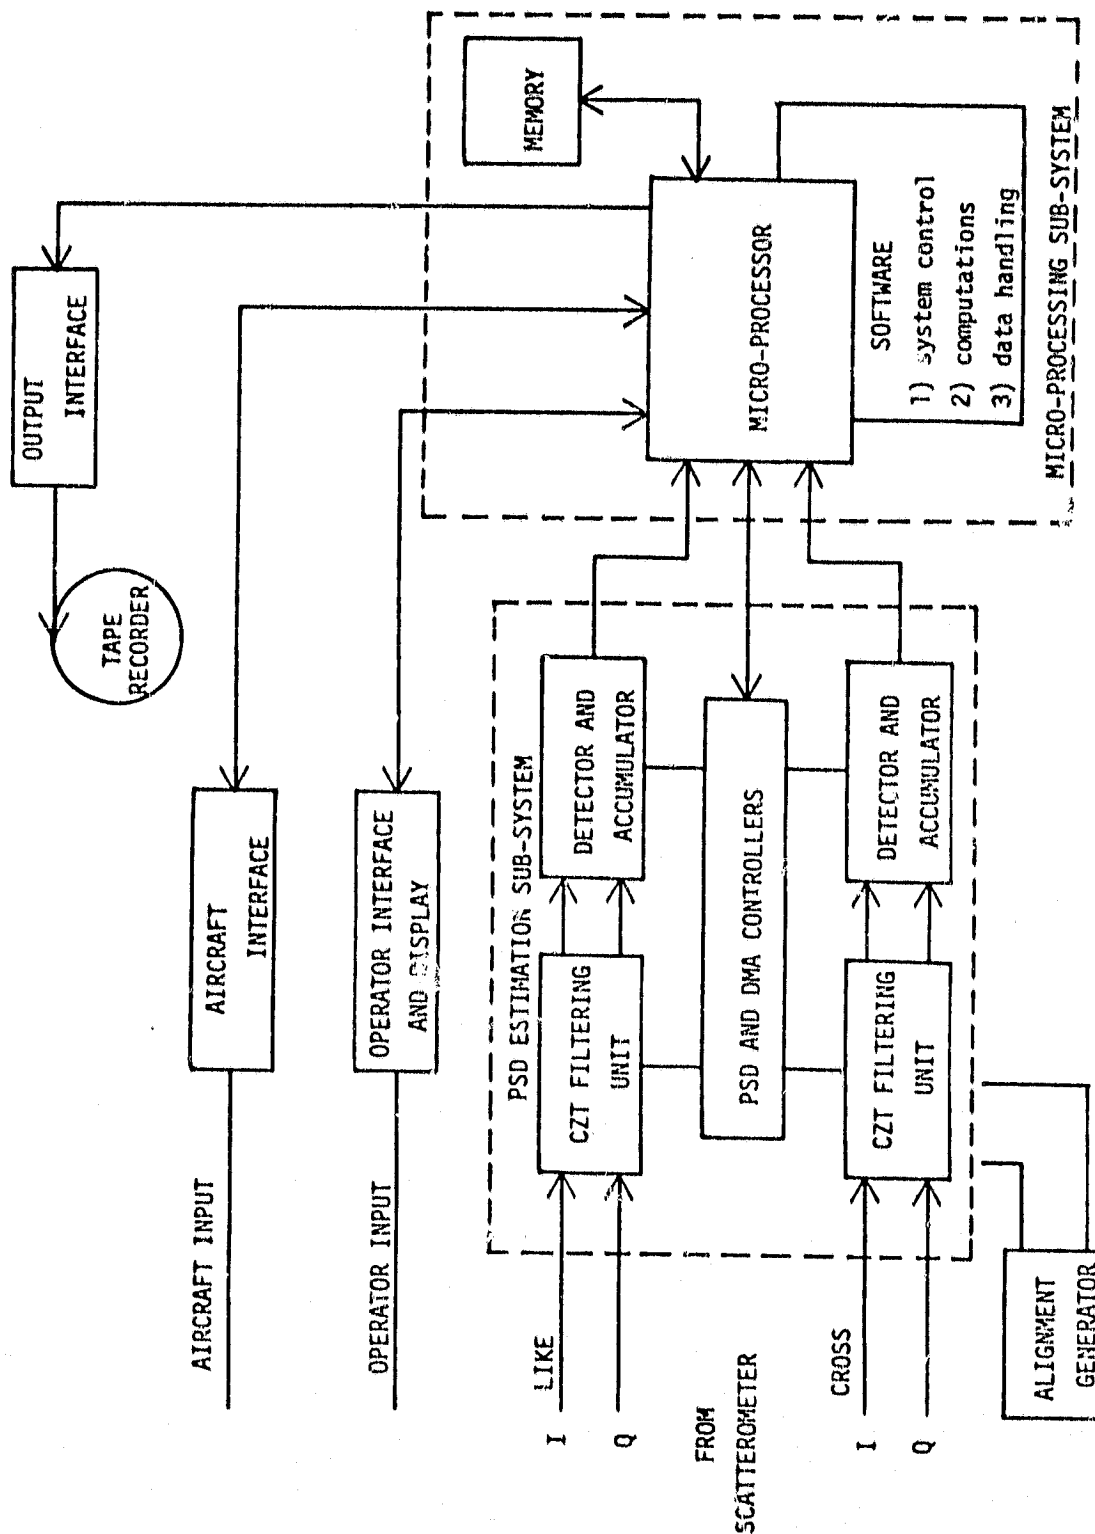 OUTPUT
INTERFACE
TAPE
RECORDER
AIRCRAFT INPUT
AIRCRAFT
INTERFACE
OPERATOR INPUT
OPERATOR INTERFACE
AND DISPLAY
MEMORY
MICRO-PROCESSOR
SOFTWARE
1) system control
2) computations
3) data handling
MICRO-PROCESSING SUB-SYSTEM
PSD ESTIMATION SUB-SYSTEM
LIKE
I
Q
CZT FILTERING
UNIT
DETECTOR AND
ACCUMULATOR
FROM
SCATTEROMETER
PSD AND DMA CONTROLLERS
CROSS
I
Q
CZT FILTERING
UNIT
DETECTOR AND
ACCUMULATOR
ALIGNMENT
GENERATOR